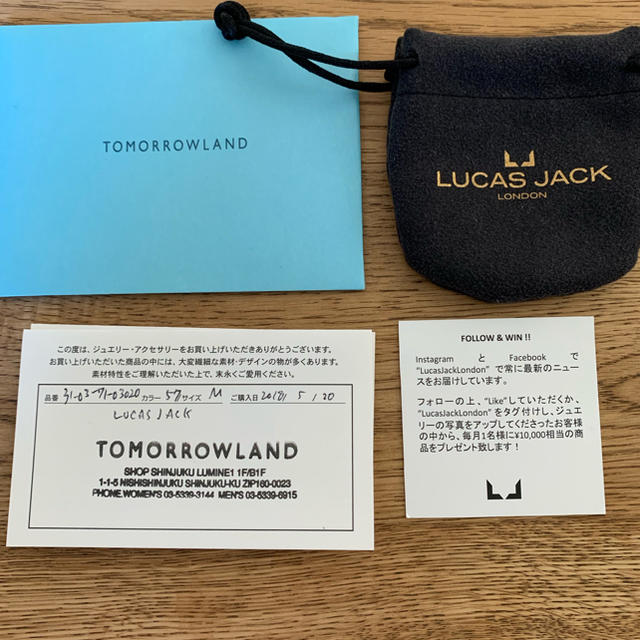 TOMORROWLAND
LUCAS JACK
LONDON
この度は、ジュエリー・アクセサリーをお買い上げいただきありがとうございます。
お買い上げいただいた商品の中には、大変繊細な素材・デザインの物が多くあります。
素材特性をご理解いただいた上で、末永くご愛用ください。
品番 31-03-71-03020 カラー 58 サイズ M ご購入日 2018/ 5 / 20
LUCAS JACK
TOMORROWLAND
SHOP SHINJUKU LUMINE1 1F/B1F
1-1-5 NISHISHINJUKU SHINJUKU-KU ZIP160-0023
PHONE.WOMEN'S 03-5339-3144 MEN'S 03-5339-6915
FOLLOW & WIN !!
Instagram と Facebook で
"LucasJackLondon" で常に最新のニュー
スをお届けしています。
フォローの上、"Like"していただくか、
"LucasJackLondon" をタグ付けし、ジュエ
リーの写真をアップしてくださったお客様
の中から、毎月1名様に¥10,000相当の商
品をプレゼント致します！